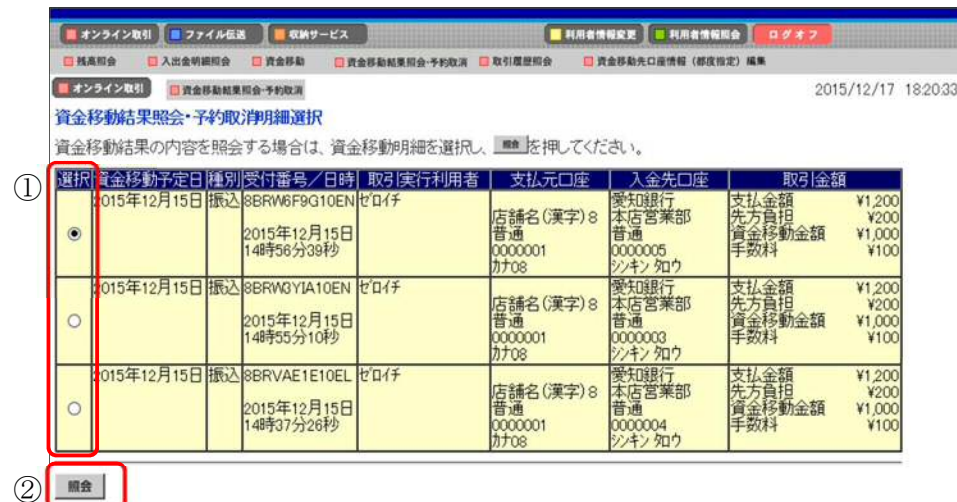 オンライン取引 ファイル伝送 収納サービス 利用者情報変更 利用者情報照会 ログオフ
残高照会 入出金明細照会 資金移動 資金移動結果照会・予約取消 取引履歴照会 資金移動先口座情報（都度指定）編集
オンライン取引 資金移動結果照会・予約取消 2015/12/17 18:20:33
資金移動結果照会・予約取消明細選択
資金移動結果の内容を照会する場合は、資金移動明細を選択し、 照会 を押してください。
①
選択 資金移動予定日 種別 受付番号／日時 取引実行利用者 支払元口座 入金先口座 取引金額
2015年12月15日 振込 8BRW6F9G10EN ゼロイチ 愛知銀行 支払金額 ¥1,200
店舗名（漢字）8 本店営業部 先方負担 ¥200
2015年12月15日 普通 普通 資金移動金額 ¥1,000
14時56分39秒 0000001 0000005 手数料 ¥100
カナ08 シンキン タロウ
2015年12月15日 振込 8BRW3YIA10EN ゼロイチ 愛知銀行 支払金額 ¥1,200
店舗名（漢字）8 本店営業部 先方負担 ¥200
2015年12月15日 普通 普通 資金移動金額 ¥1,000
14時55分10秒 0000001 0000003 手数料 ¥100
カナ08 シンキン タロウ
2015年12月15日 振込 8BRVAE1E10EL ゼロイチ 愛知銀行 支払金額 ¥1,200
店舗名（漢字）8 本店営業部 先方負担 ¥200
2015年12月15日 普通 普通 資金移動金額 ¥1,000
14時37分26秒 0000001 0000004 手数料 ¥100
カナ08 シンキン タロウ
② 照会